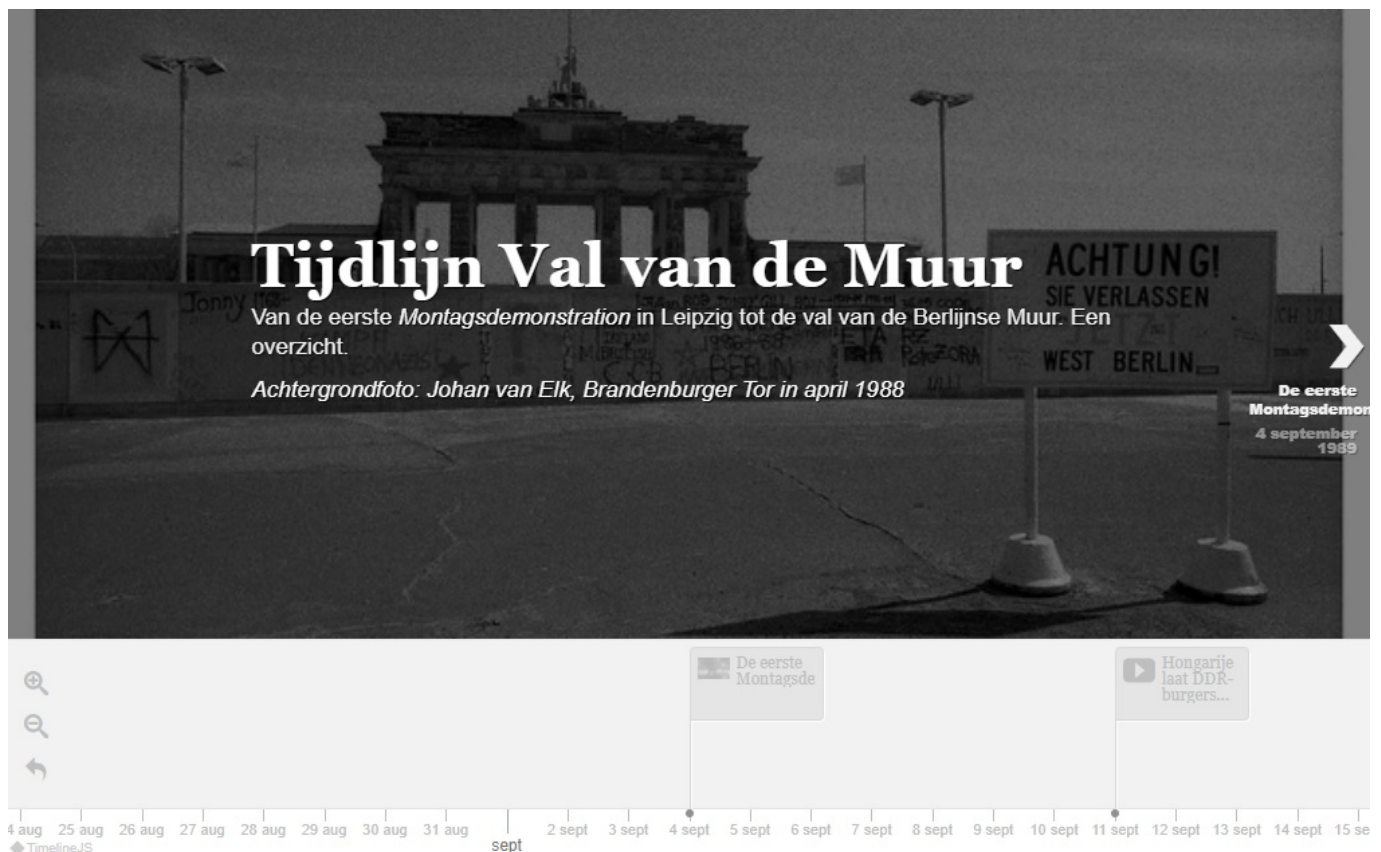 Tijdlijn Val van de Muur
Van de eerste Montagsdemonstration in Leipzig tot de val van de Berlijnse Muur. Een
overzicht.
Achtergrondfoto: Johan van Elk, Brandenburger Tor in april 1988
ACHTUNG!
SIE VERLASSEN
JETZT
WEST BERLIN
Jonny
BERLIN
De eerste
Montagsdemon
4 september
1989
De eerste
Montagsde
Hongarije
laat DDR-
burgers...
4 aug 25 aug 26 aug 27 aug 28 aug 29 aug 30 aug 31 aug sept 2 sept 3 sept 4 sept 5 sept 6 sept 7 sept 8 sept 9 sept 10 sept 11 sept 12 sept 13 sept 14 sept 15 se
TimelineJS